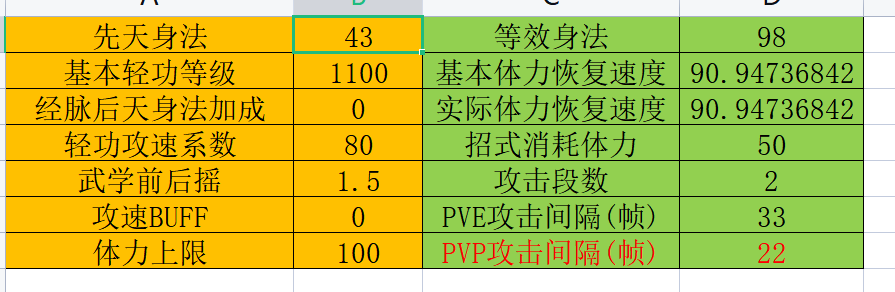 先天身法 43 等效身法 98
基本轻功等级 1100 基本体力恢复速度 90.94736842
经脉后天身法加成 0 实际体力恢复速度 90.94736842
轻功攻速系数 80 招式消耗体力 50
武学前后摇 1.5 攻击段数 2
攻速BUFF 0 PVE攻击间隔(帧) 33
体力上限 100 PVP攻击间隔(帧) 22